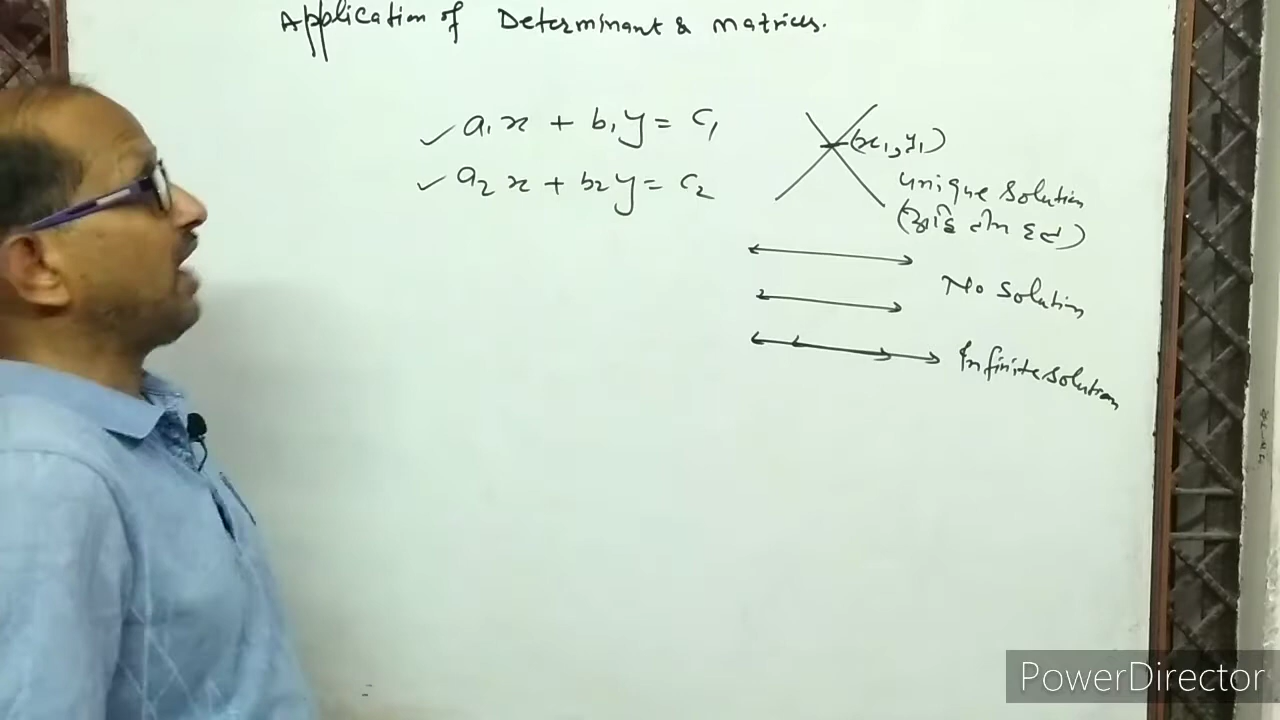 Application of Determinant & matrices.
a₁x + b₁y = c₁
a₂x + b₂y = c₂
(x₁, y₁)
unique solution
No solution
Infinite solution
PowerDirector